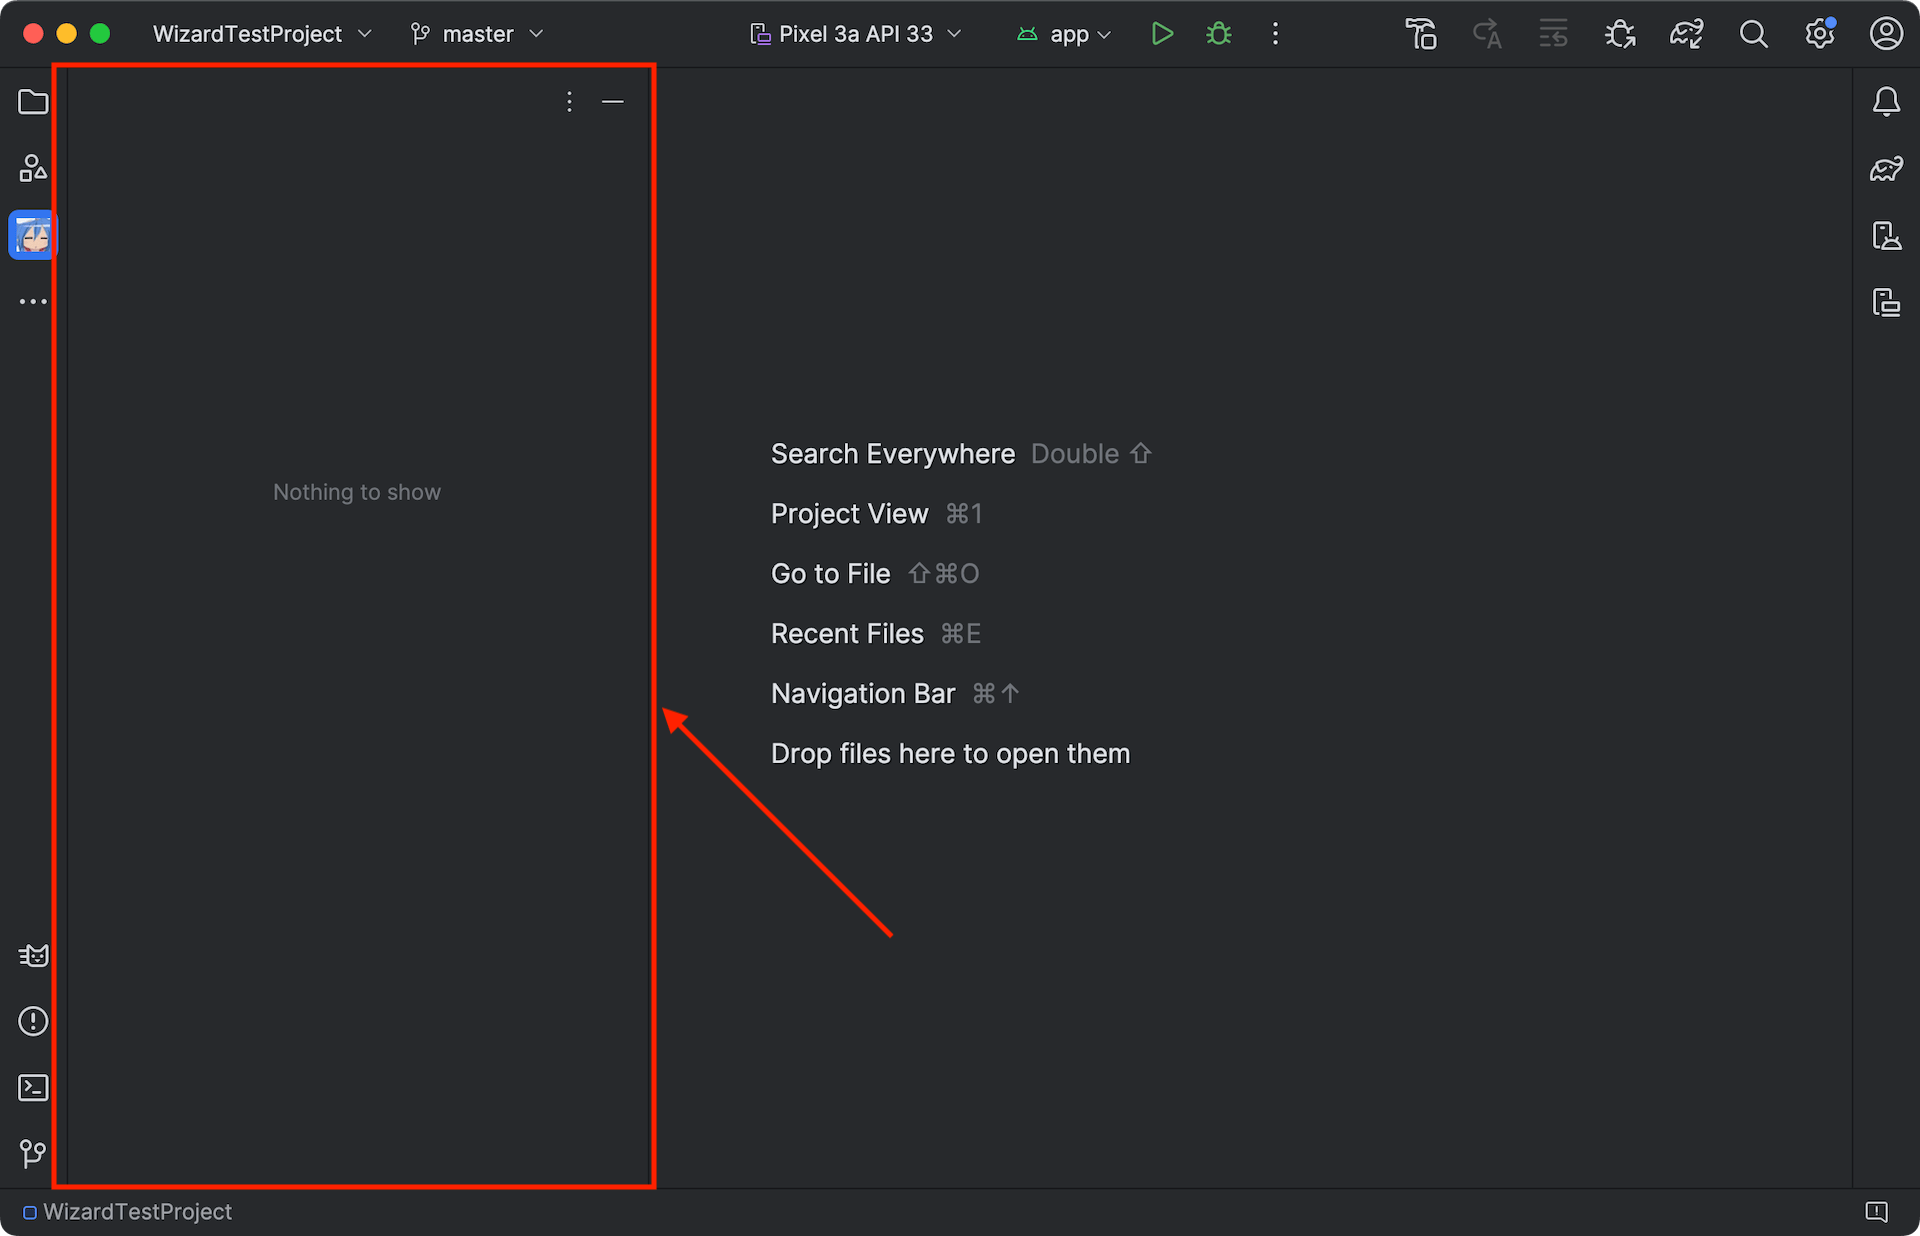 WizardTestProject master Pixel 3a API 33 app
Nothing to show
Search Everywhere Double ⇧
Project View ⌘1
Go to File ⇧⌘O
Recent Files ⌘E
Navigation Bar ⌘↑
Drop files here to open them
WizardTestProject